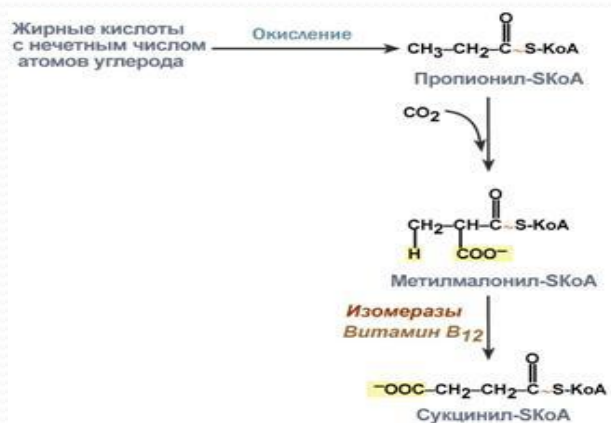 Жирные кислоты
с нечетным числом
атомов углерода
Окисление
O
CH₃-CH₂-C~S-KoA
Пропионил-SKoA
CO₂
O
CH₂-CH-C~S-KoA
H COO⁻
Метилмалонил-SKoA
Изомеразы
Витамин B₁₂
O
⁻OOC-CH₂-CH₂-C~S-KoA
Сукцинил-SKoA